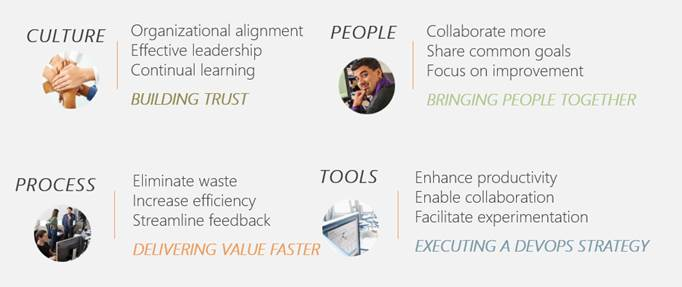 CULTURE
Organizational alignment
Effective leadership
Continual learning
BUILDING TRUST
PEOPLE
Collaborate more
Share common goals
Focus on improvement
BRINGING PEOPLE TOGETHER
PROCESS
Eliminate waste
Increase efficiency
Streamline feedback
DELIVERING VALUE FASTER
TOOLS
Enhance productivity
Enable collaboration
Facilitate experimentation
EXECUTING A DEVOPS STRATEGY